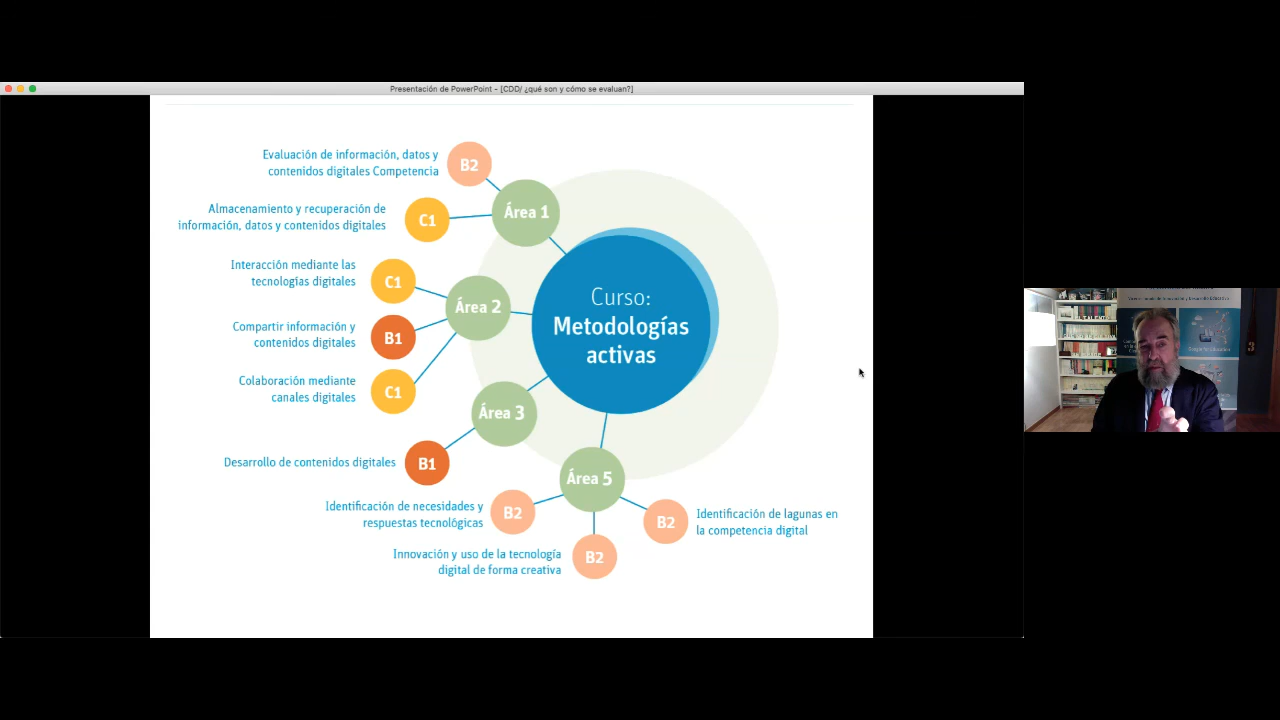 Presentación de PowerPoint - [CDD/ ¿qué son y cómo se evaluan?]
Evaluación de información, datos y
contenidos digitales Competencia
B2
Área 1
Almacenamiento y recuperación de
información, datos y contenidos digitales
C1
Interacción mediante las
tecnologías digitales
C1
Área 2
Compartir información y
contenidos digitales
B1
Colaboración mediante
canales digitales
C1
Curso:
Metodologías
activas
Área 3
Desarrollo de contenidos digitales
B1
Área 5
Identificación de necesidades y
respuestas tecnológicas
B2
Innovación y uso de la tecnología
digital de forma creativa
B2
B2
Identificación de lagunas en
la competencia digital